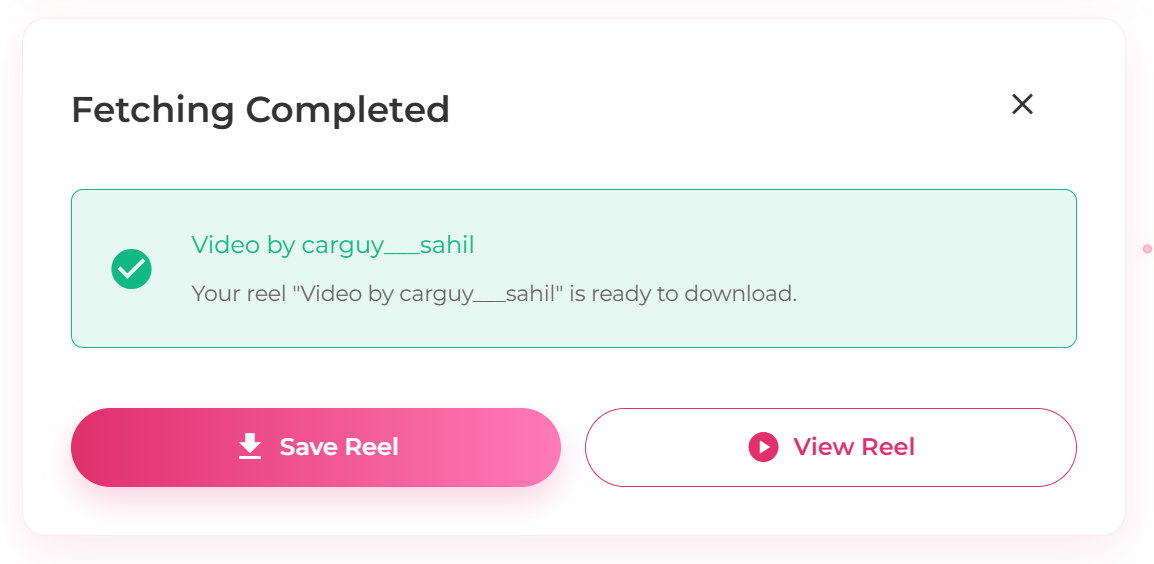 Fetching Completed
Video by carguy___sahil
Your reel "Video by carguy___sahil" is ready to download.
Save Reel
View Reel